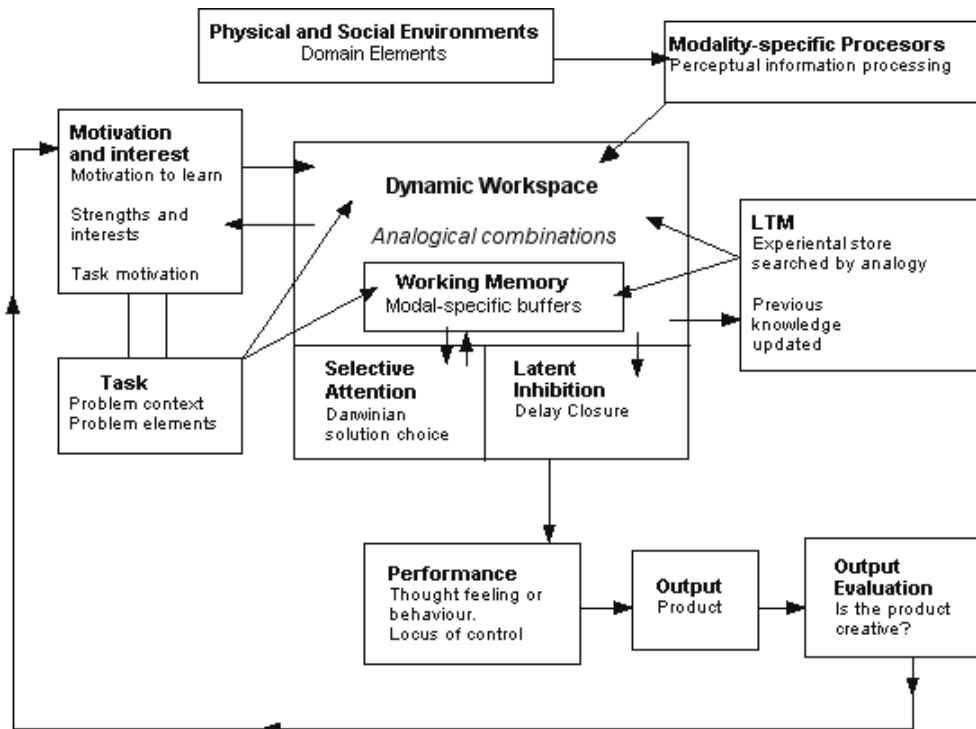 Physical and Social Environments
Domain Elements
Modality-specific Procesors
Perceptual information processing
Motivation
and interest
Motivation to learn
Strengths and
interests
Task motivation
Dynamic Workspace
Analogical combinations
Working Memory
Modal-specific buffers
LTM
Experiental store
searched by analogy
Previous
knowledge
updated
Task
Problem context
Problem elements
Selective
Attention
Darwinian
solution choice
Latent
Inhibition
Delay Closure
Performance
Thought feeling or
behaviour.
Locus of control
Output
Product
Output
Evaluation
Is the product
creative?